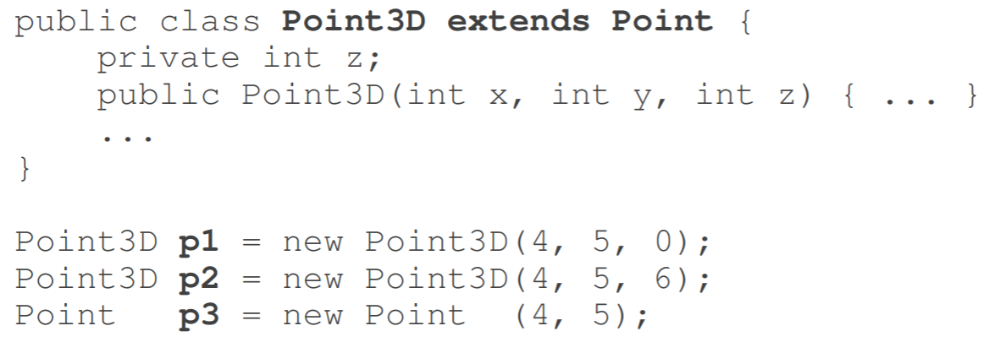 public class Point3D extends Point {
    private int z;
    public Point3D(int x, int y, int z) { ... }
    ...
}
Point3D p1 = new Point3D(4, 5, 0);
Point3D p2 = new Point3D(4, 5, 6);
Point   p3 = new Point  (4, 5);